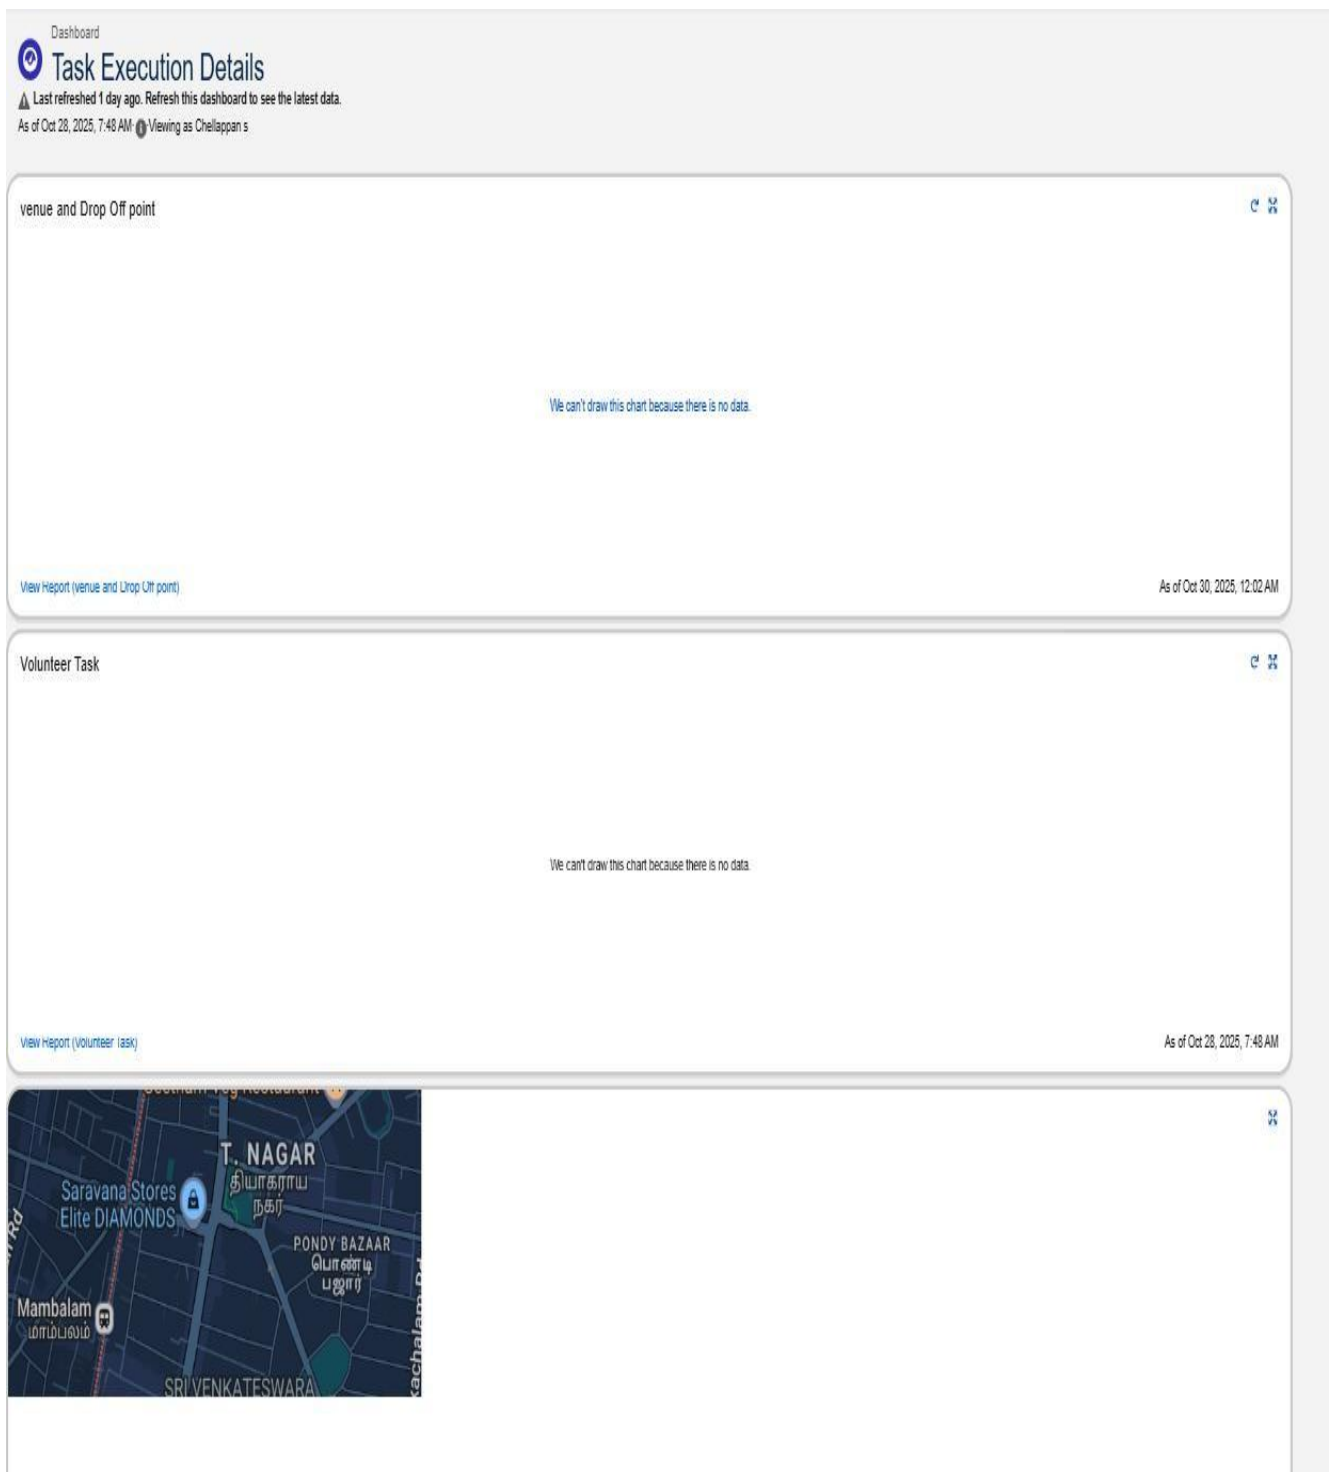 Dashboard
Task Execution Details
Last refreshed 1 day ago. Refresh this dashboard to see the latest data.
As of Oct 28, 2025, 7:48 AM·Viewing as Chellappan s
venue and Drop Off point
We can't draw this chart because there is no data.
View Report (venue and Drop Off point)
As of Oct 30, 2025, 12:02 AM
Volunteer Task
We can't draw this chart because there is no data.
View Report (Volunteer Task)
As of Oct 28, 2025, 7:48 AM
T. NAGAR
தியாகராய
நகர்
Saravana Stores
Elite DIAMONDS
PONDY BAZAAR
பொண்டி
பஜார்
Rd
Mambalam
மாம்பலம்
Rd
SRI VENKATESWARA